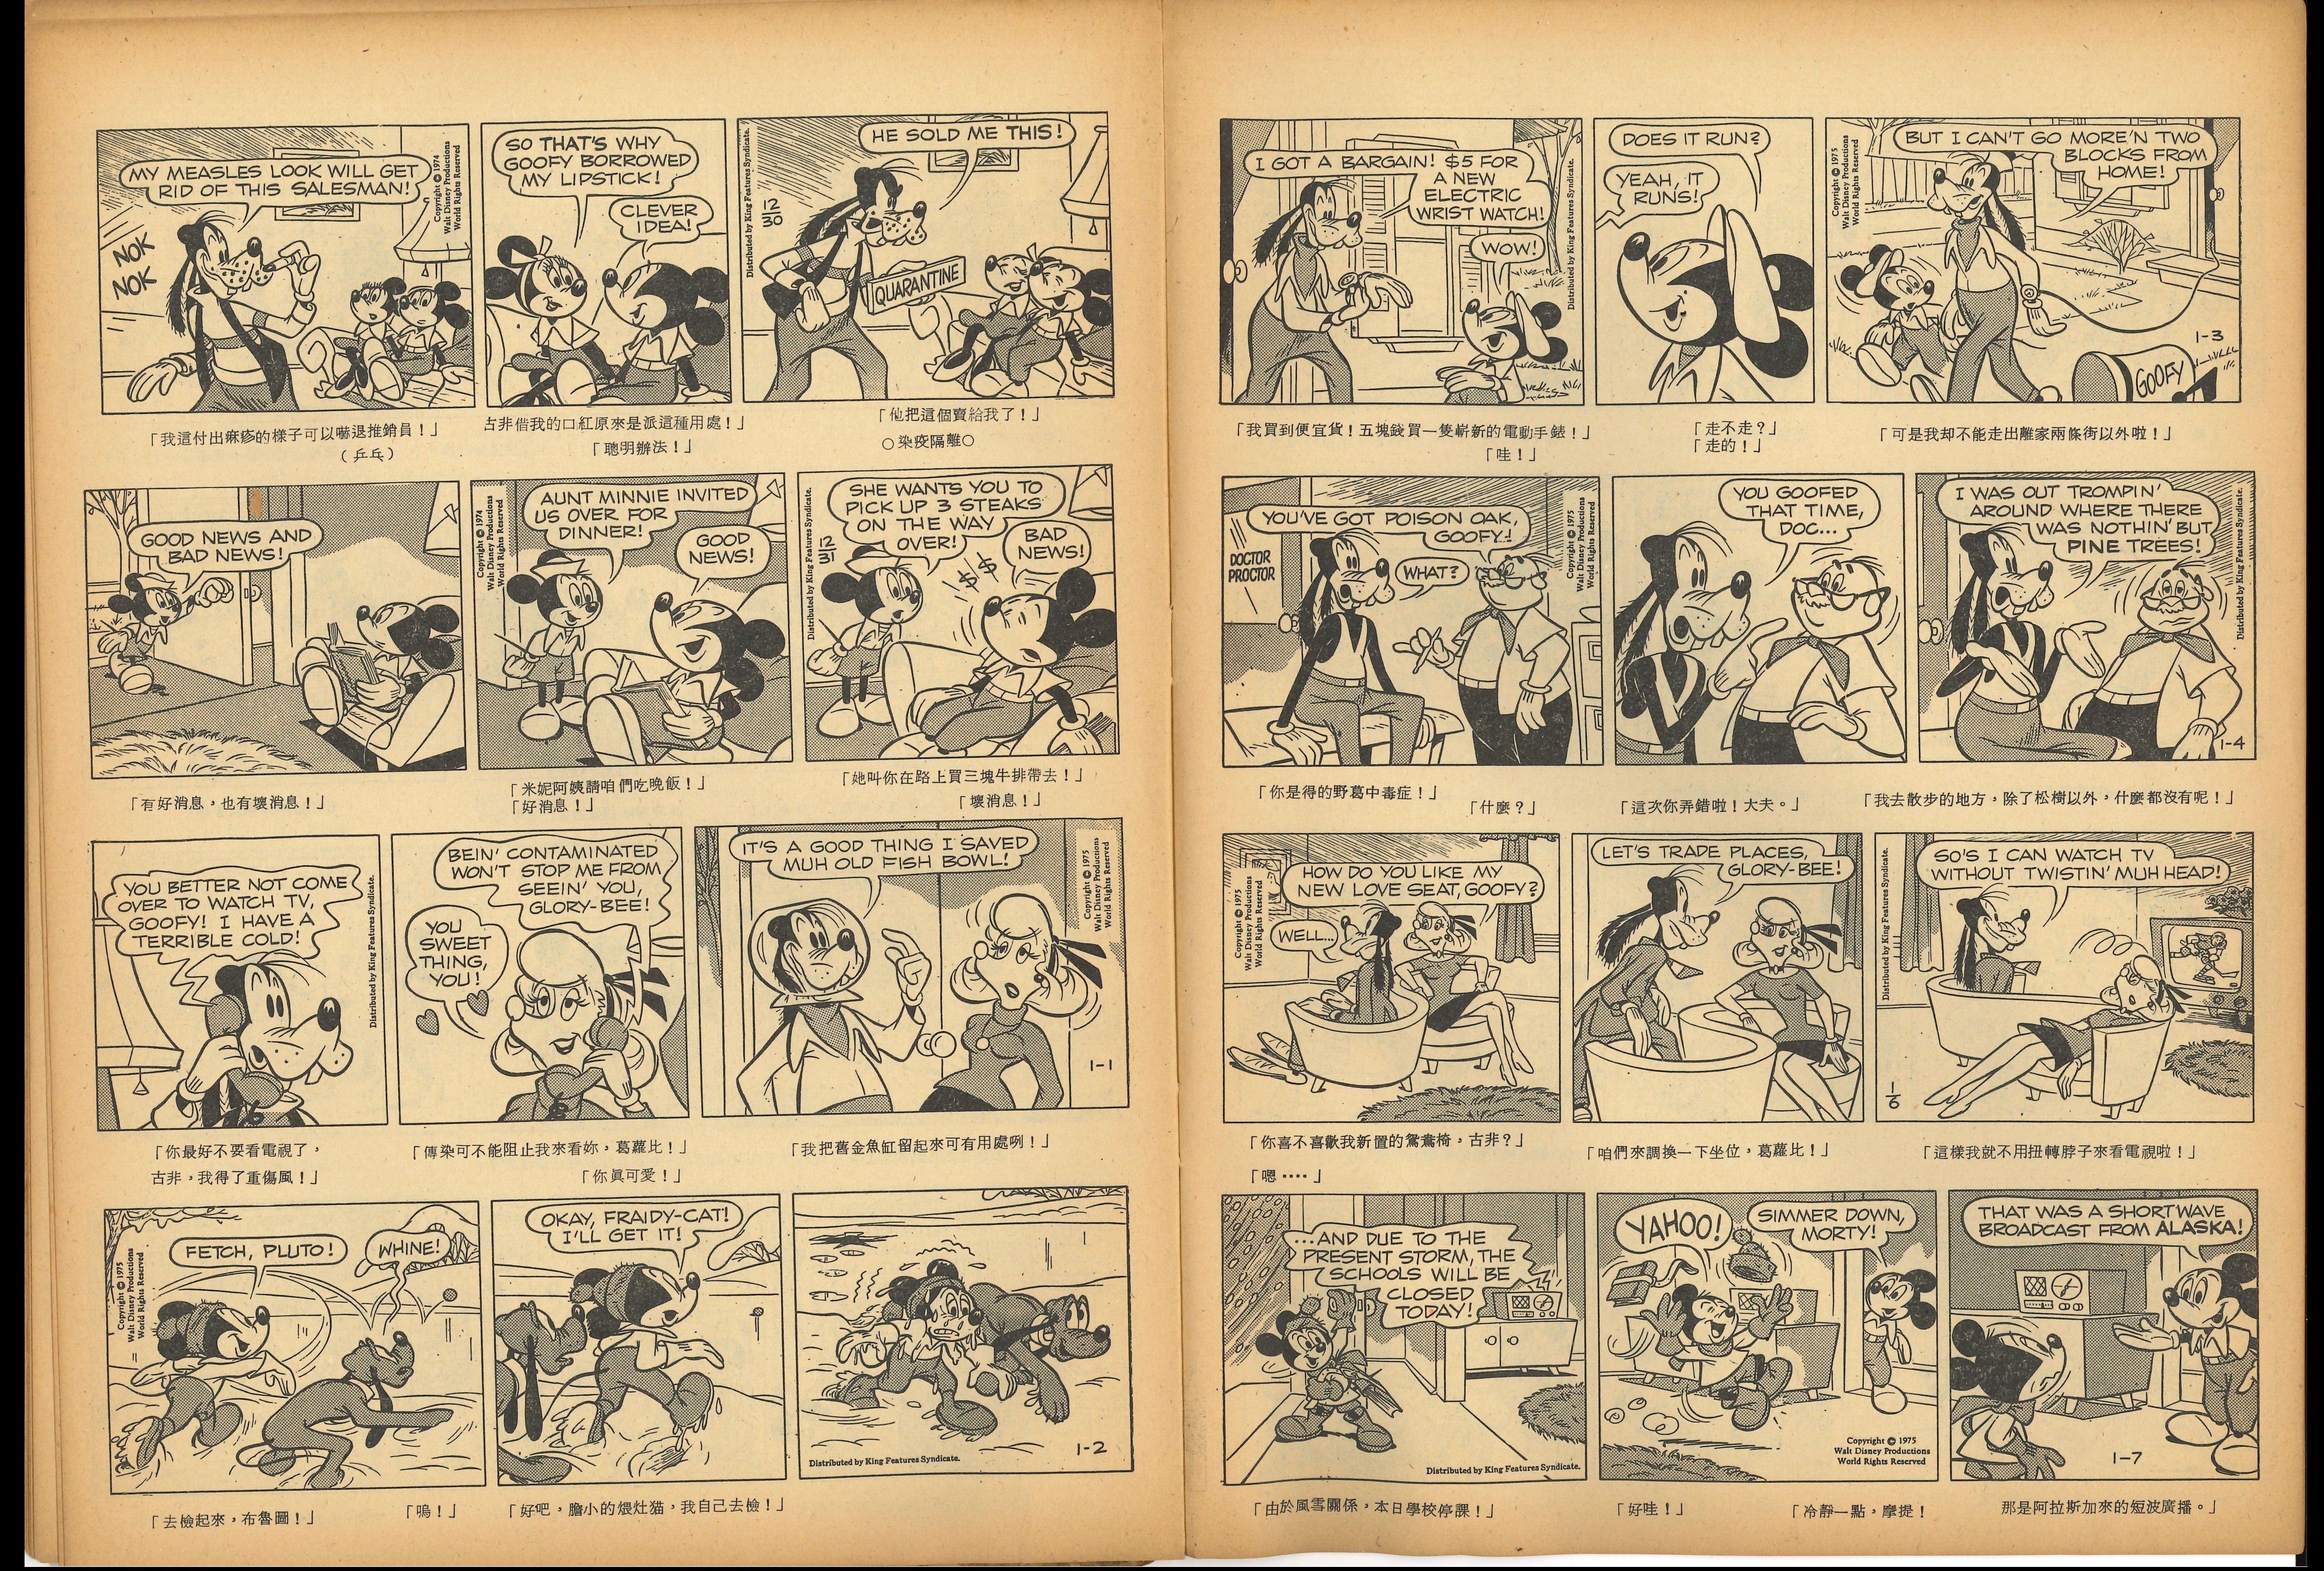 NOK
NOK
MY MEASLES LOOK WILL GET
RID OF THIS SALESMAN!
Copyright © 1974
Walt Disney Productions
World Rights Reserved
SO THAT'S WHY
GOOFY BORROWED
MY LIPSTICK!
CLEVER
IDEA!
Distributed by King Features Syndicate.
12
30
HE SOLD ME THIS!
QUARANTINE
「我這付出痳疹的樣子可以嚇退推銷員!」
(乒乓)
古非借我的口紅原來是派這種用處!」
「聰明辦法!」
「他把這個賣給我了!」
○染疫隔離○
GOOD NEWS AND
BAD NEWS!
Copyright © 1974
Walt Disney Productions
World Rights Reserved
AUNT MINNIE INVITED
US OVER FOR
DINNER!
GOOD
NEWS!
Distributed by King Features Syndicate.
12
31
SHE WANTS YOU TO
PICK UP 3 STEAKS
ON THE WAY
OVER!
$ $
BAD
NEWS!
「有好消息,也有壞消息!」
「米妮阿姨請咱們吃晚飯!」
「好消息!」
「她叫你在路上買三塊牛排帶去!」
「壞消息!」
YOU BETTER NOT COME
OVER TO WATCH TV,
GOOFY! I HAVE A
TERRIBLE COLD!
Distributed by King Features Syndicate.
BEIN' CONTAMINATED
WON'T STOP ME FROM
SEEIN' YOU,
GLORY-BEE!
YOU
SWEET
THING,
YOU!
IT'S A GOOD THING I SAVED
MUH OLD FISH BOWL!
Copyright © 1975
Walt Disney Productions
World Rights Reserved
1-1
「你最好不要看電視了,
古非,我得了重傷風!」
「傳染可不能阻止我來看妳,葛蘿比!」
「你眞可愛!」
「我把舊金魚缸留起來可有用處咧!」
Copyright © 1975
Walt Disney Productions
World Rights Reserved
FETCH, PLUTO!
WHINE!
OKAY, FRAIDY-CAT!
I'LL GET IT!
Distributed by King Features Syndicate.
1-2
「去檢起來,布魯圖!」
「嗚!」
「好吧,膽小的煨灶猫,我自己去檢!」
I GOT A BARGAIN! $5 FOR
A NEW
ELECTRIC
WRIST WATCH!
WOW!
Distributed by King Features Syndicate.
DOES IT RUN?
YEAH, IT
RUNS!
Copyright © 1975
Walt Disney Productions
World Rights Reserved
BUT I CAN'T GO MORE'N TWO
BLOCKS FROM
HOME!
1-3
GOOFY
「我買到便宜貨!五塊錢買一隻嶄新的電動手錶!」
「哇!」
「走不走?」
「走的!」
「可是我却不能走出離家兩條街以外啦!」
DOCTOR
PROCTOR
YOU'VE GOT POISON OAK,
GOOFY!
WHAT?
Copyright © 1975
Walt Disney Productions
World Rights Reserved
YOU GOOFED
THAT TIME,
DOC...
I WAS OUT TROMPIN'
AROUND WHERE THERE
WAS NOTHIN' BUT
PINE TREES!
Distributed by King Features Syndicate.
1-4
「你是得的野葛中毒症!」
「什麼?」
「這次你弄錯啦!大夫。」
「我去散步的地方,除了松樹以外,什麼都沒有呢!」
Copyright © 1975
Walt Disney Productions
World Rights Reserved
HOW DO YOU LIKE MY
NEW LOVE SEAT, GOOFY?
WELL...
LET'S TRADE PLACES,
GLORY-BEE!
Distributed by King Features Syndicate.
SO'S I CAN WATCH TV
WITHOUT TWISTIN' MUH HEAD!
1
6
「你喜不喜歡我新置的鴛鴦椅,古非?」
「嗯····」
「咱們來調換一下坐位,葛蘿比!」
「這樣我就不用扭轉脖子來看電視啦!」
...AND DUE TO THE
PRESENT STORM, THE
SCHOOLS WILL BE
CLOSED
TODAY!
Distributed by King Features Syndicate.
YAHOO!
SIMMER DOWN,
MORTY!
Copyright © 1975
Walt Disney Productions
World Rights Reserved
THAT WAS A SHORT WAVE
BROADCAST FROM ALASKA!
1-7
「由於風雪關係,本日學校停課!」
「好哇!」
「冷靜一點,摩提!
那是阿拉斯加來的短波廣播。」